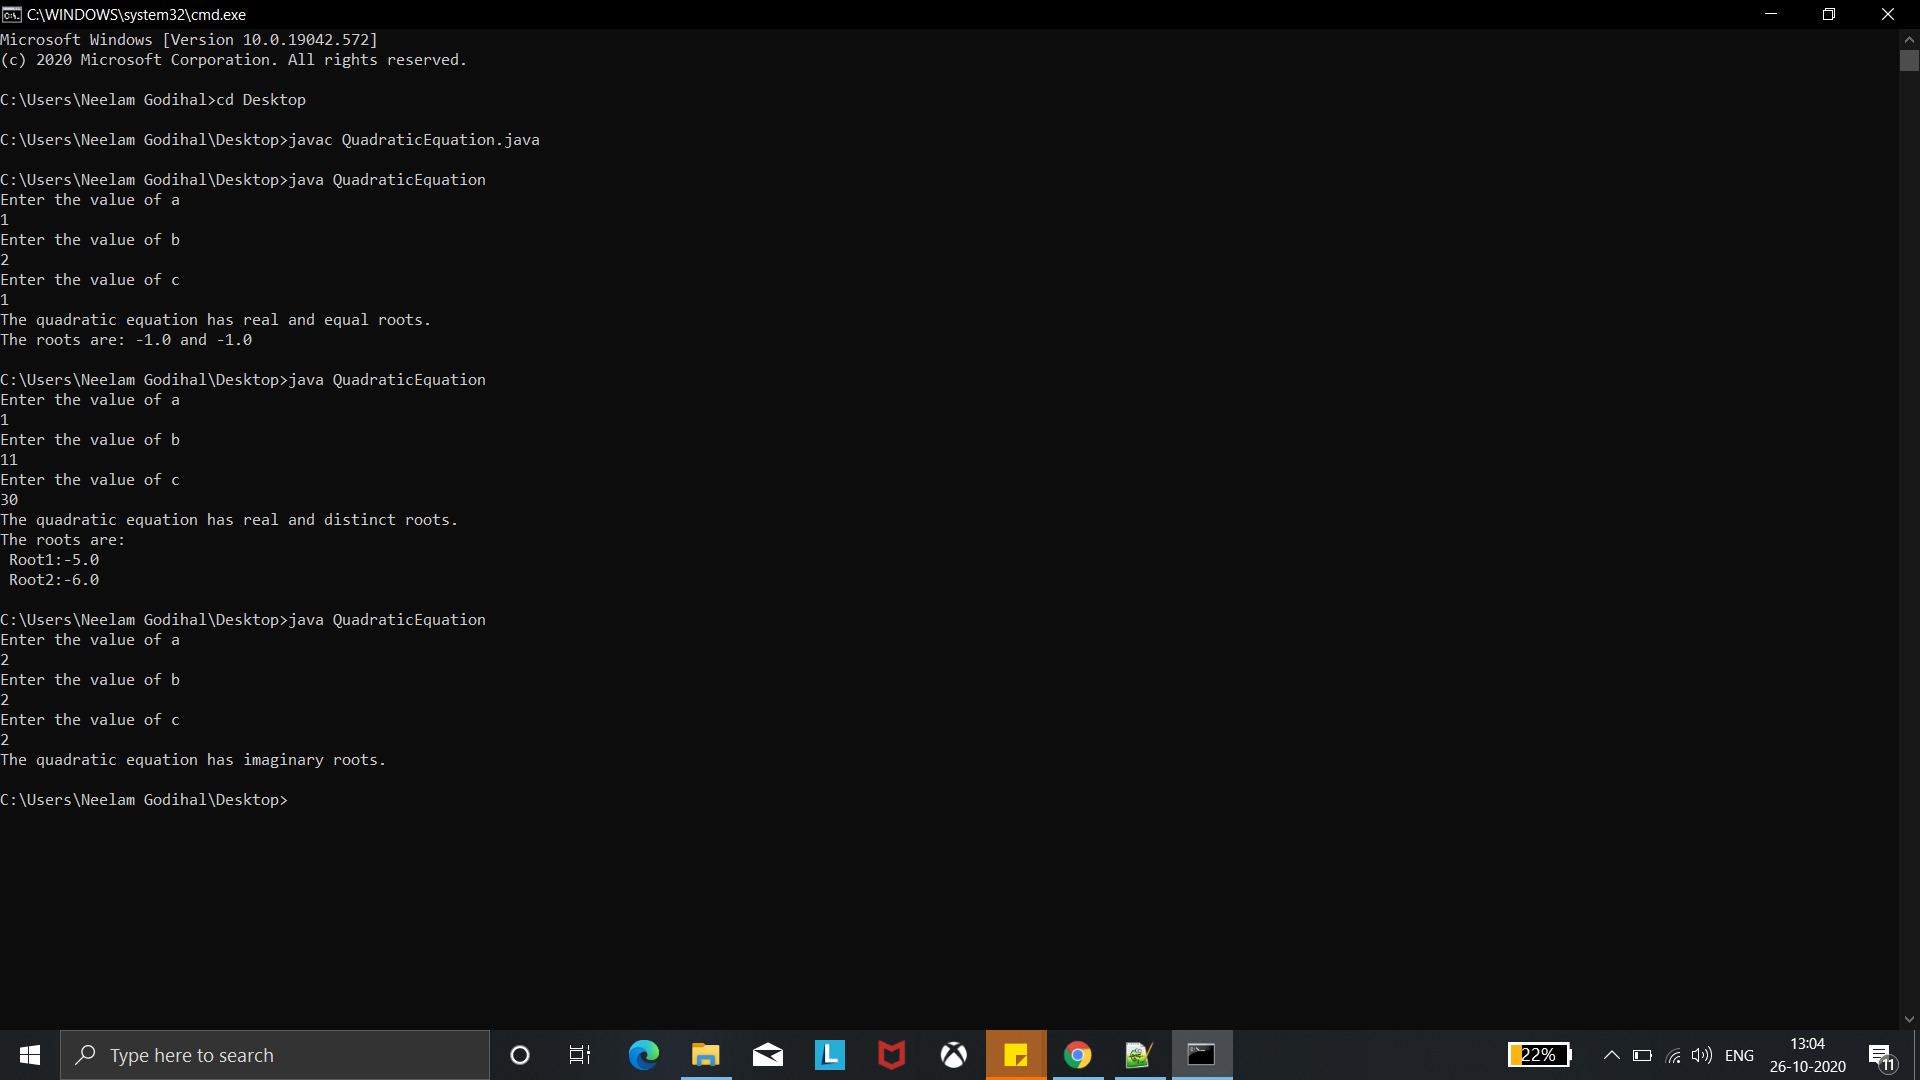 C:\WINDOWS\system32\cmd.exe
Microsoft Windows [Version 10.0.19042.572]
(c) 2020 Microsoft Corporation. All rights reserved.
C:\Users\Neelam Godihal>cd Desktop
C:\Users\Neelam Godihal\Desktop>javac QuadraticEquation.java
C:\Users\Neelam Godihal\Desktop>java QuadraticEquation
Enter the value of a
1
Enter the value of b
2
Enter the value of c
1
The quadratic equation has real and equal roots.
The roots are: -1.0 and -1.0
C:\Users\Neelam Godihal\Desktop>java QuadraticEquation
Enter the value of a
1
Enter the value of b
11
Enter the value of c
30
The quadratic equation has real and distinct roots.
The roots are:
Root1:-5.0
Root2:-6.0
C:\Users\Neelam Godihal\Desktop>java QuadraticEquation
Enter the value of a
2
Enter the value of b
2
Enter the value of c
2
The quadratic equation has imaginary roots.
C:\Users\Neelam Godihal\Desktop>
Type here to search
L
22%
ENG
13:04
26-10-2020
11